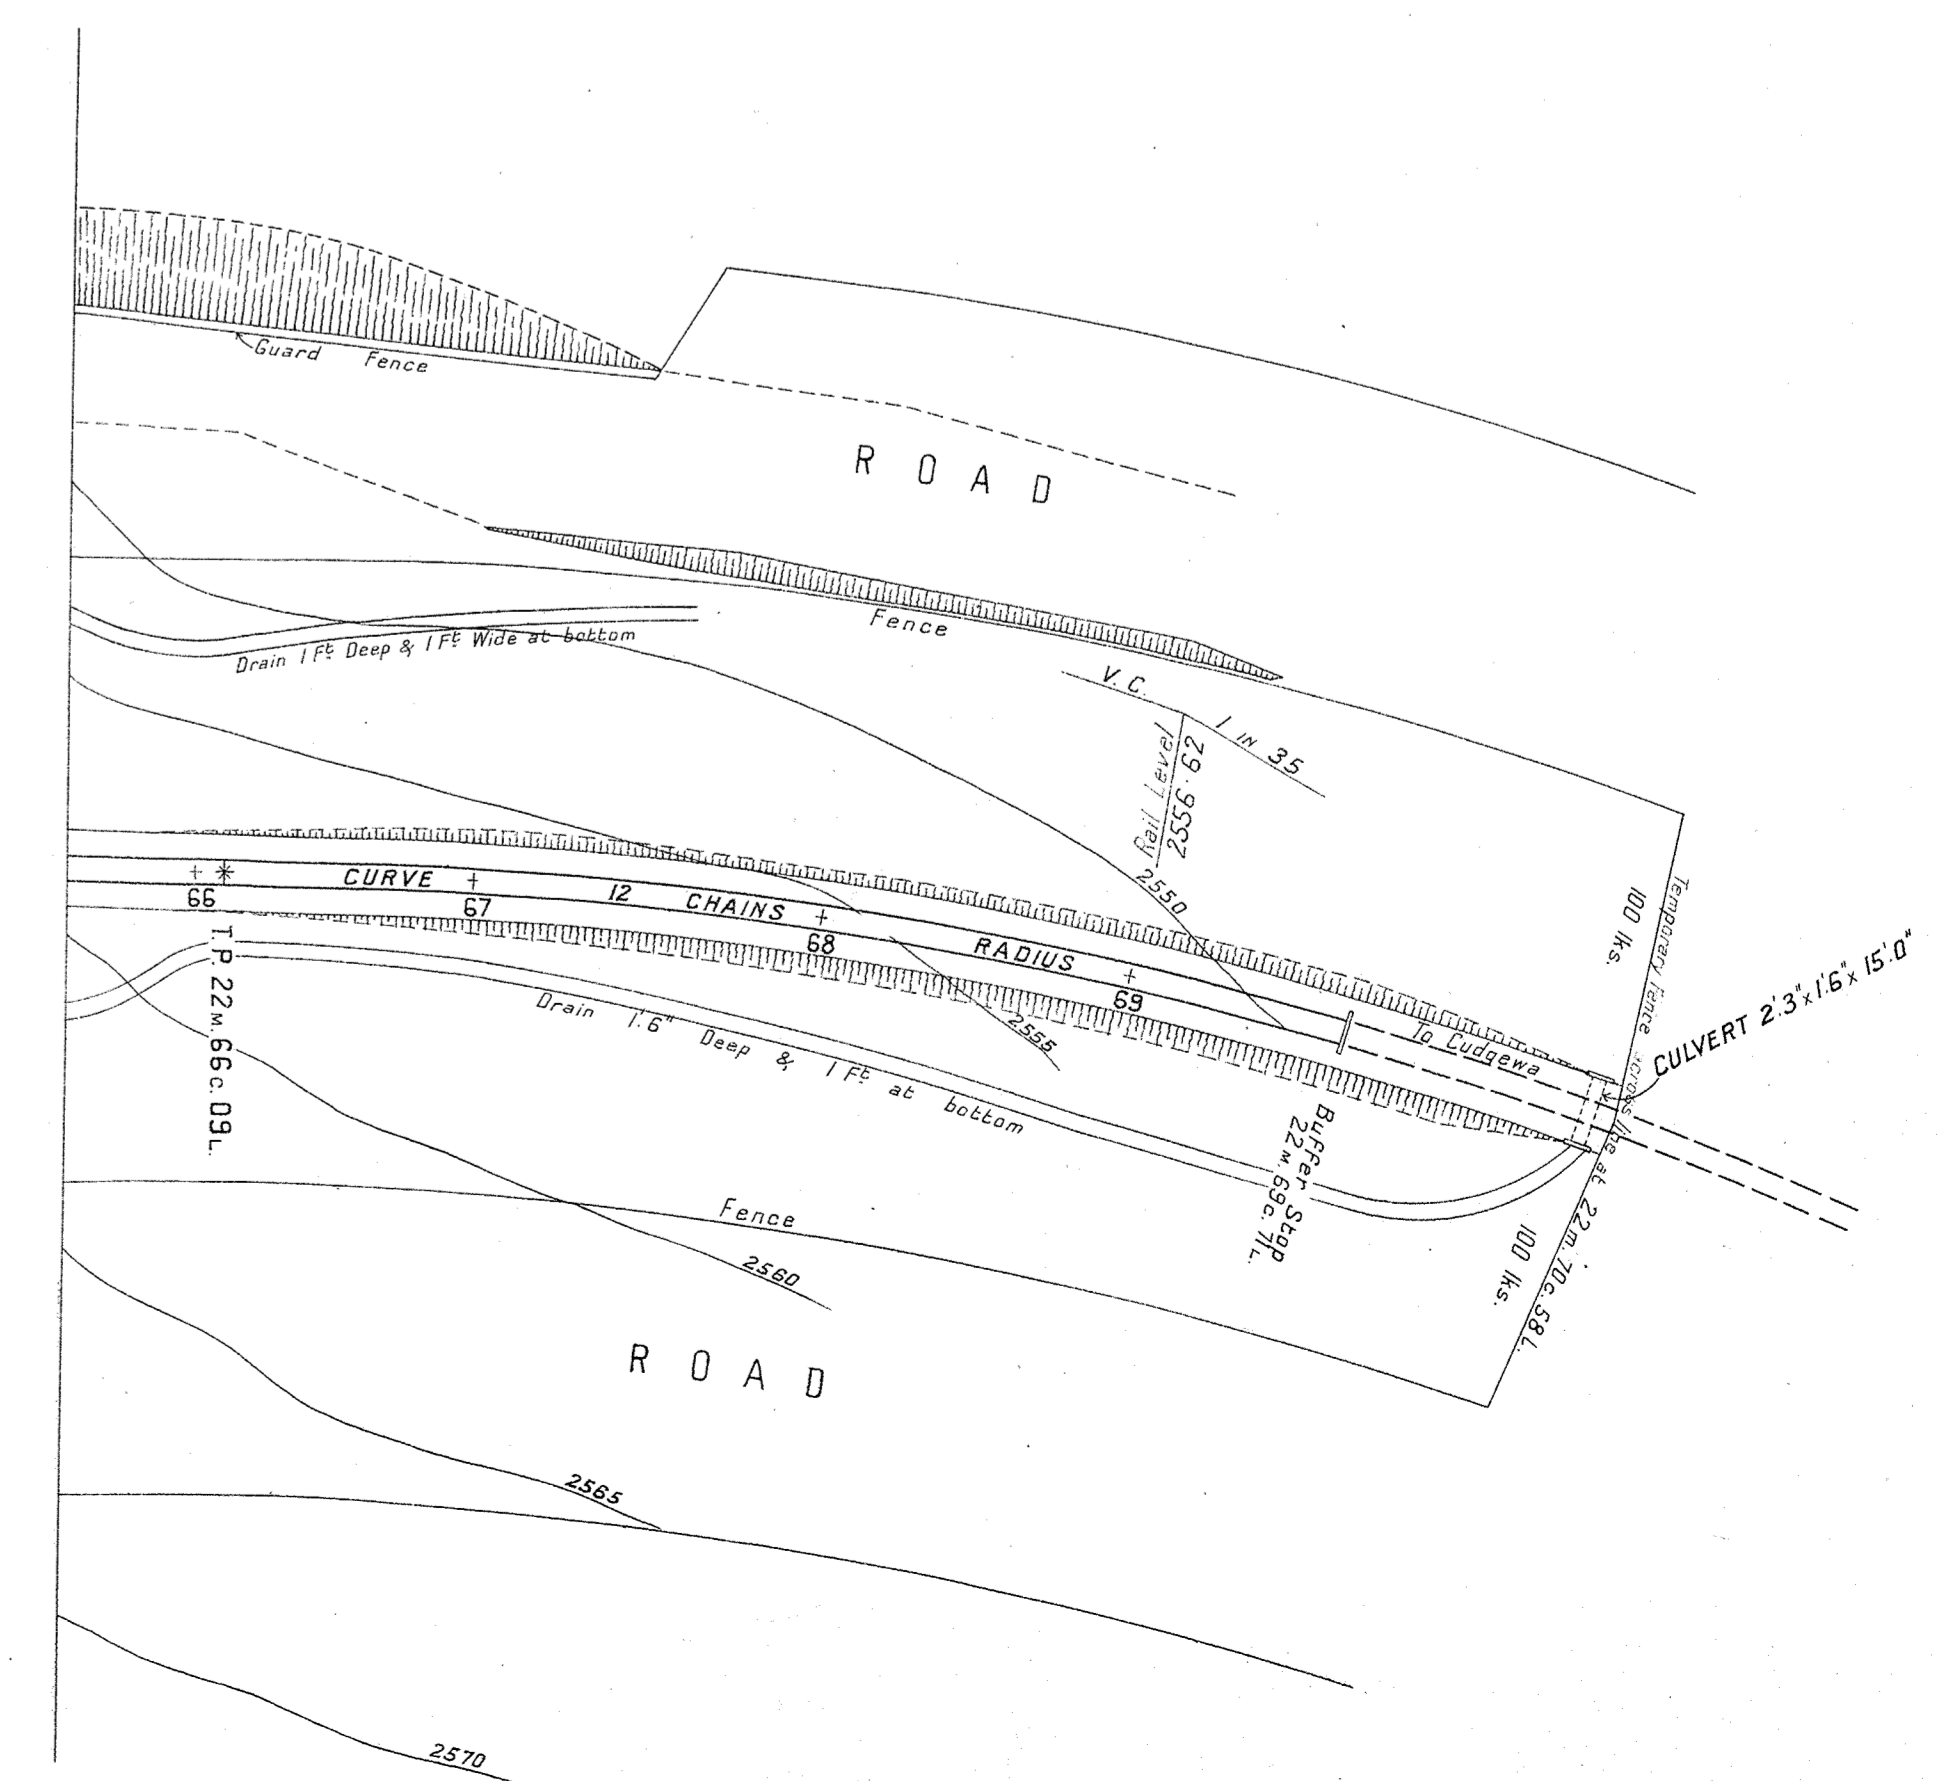 Guard Fence
ROAD
Fence
Drain 1 Ft Deep & 1 Ft Wide at bottom
V. C.
1 IN 35
Rail Level
2556·62
2550
CURVE 12 CHAINS RADIUS
66 67 68 69
T.P. 22M. 66C. 09L.
Drain 1'.6" Deep & 1 Ft at bottom
2555
To Cudgewa
100 lks.
Temporary Fence across line at 22m. 70c. 58L.
CULVERT 2'.3" x 1'.6" x 15'.0"
Buffer Stop
22M. 69C. 71L.
100 lks.
Fence
2560
ROAD
2565
2570